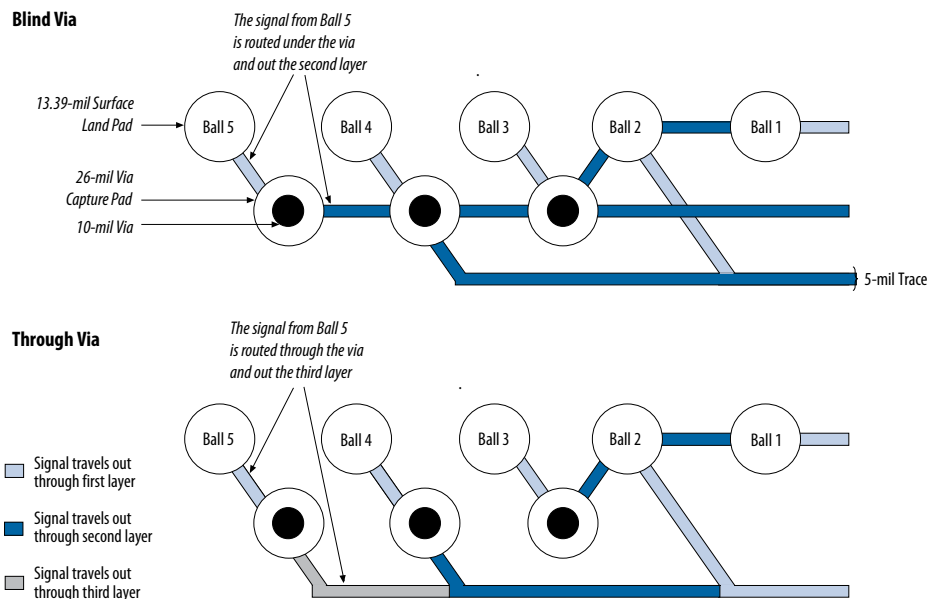 Blind Via
The signal from Ball 5
is routed under the via
and out the second layer
13.39-mil Surface
Land Pad
Ball 5
Ball 4
Ball 3
Ball 2
Ball 1
26-mil Via
Capture Pad
10-mil Via
5-mil Trace
Through Via
The signal from Ball 5
is routed through the via
and out the third layer
Ball 5
Ball 4
Ball 3
Ball 2
Ball 1
Signal travels out
through first layer
Signal travels out
through second layer
Signal travels out
through third layer